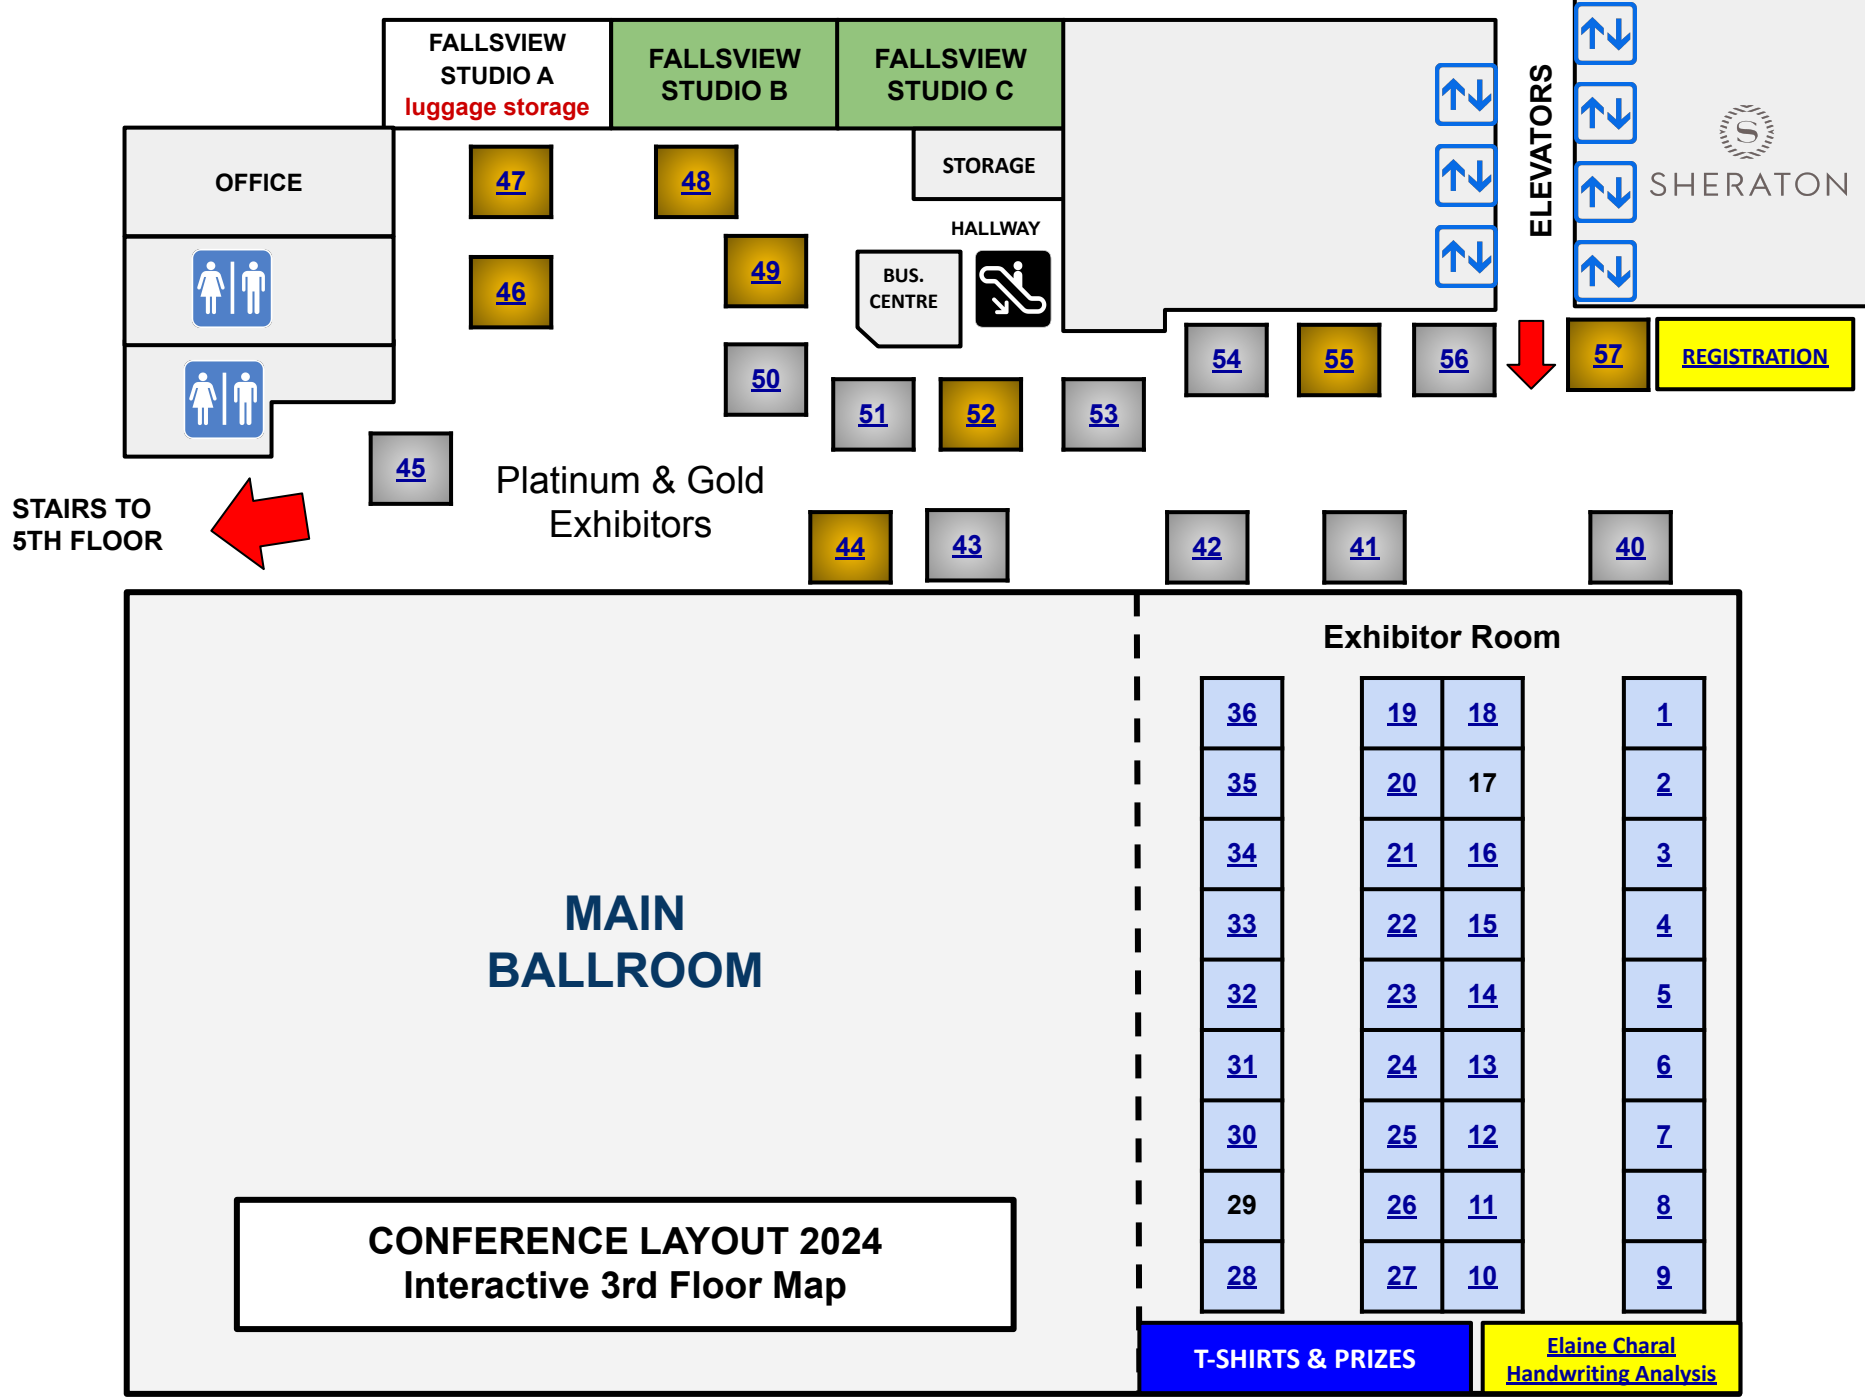 FALLSVIEW
STUDIO A
luggage storage
FALLSVIEW
STUDIO B
FALLSVIEW
STUDIO C
ELEVATORS
S
SHERATON
OFFICE
47
48
STORAGE
HALLWAY
46
49
BUS.
CENTRE
50
51
52
53
54
55
56
57
REGISTRATION
45
Platinum & Gold
Exhibitors
STAIRS TO
5TH FLOOR
44
43
42
41
40
Exhibitor Room
36
19
18
1
35
20
17
2
34
21
16
3
33
22
15
4
32
23
14
5
31
24
13
6
30
25
12
7
29
26
11
8
28
27
10
9
MAIN
BALLROOM
CONFERENCE LAYOUT 2024
Interactive 3rd Floor Map
T-SHIRTS & PRIZES
Elaine Charal
Handwriting Analysis